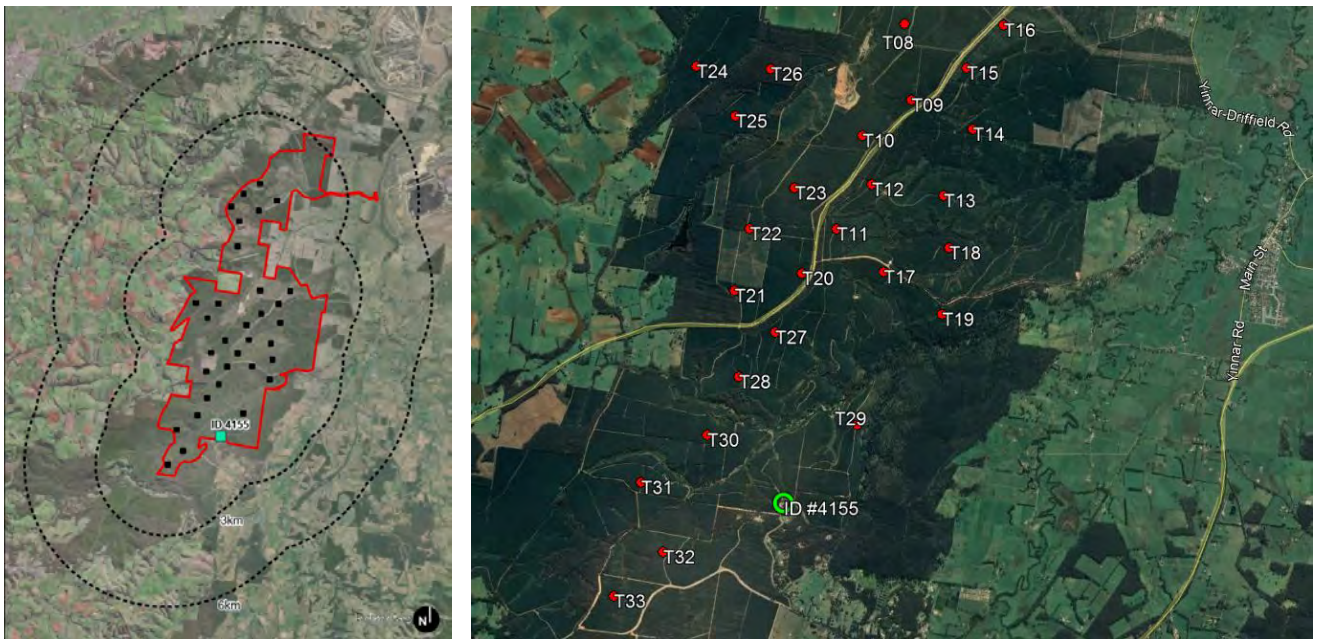 ID 4155
3km
6km
N
T08
T16
T24
T26
T15
T09
Yinnar-Driffield Rd
T25
T10
T14
T12
T23
T13
T22
T11
Main St
T18
T20
T17
T21
T19
T27
Yinnar Rd
T28
T29
T30
T31
ID #4155
T32
T33